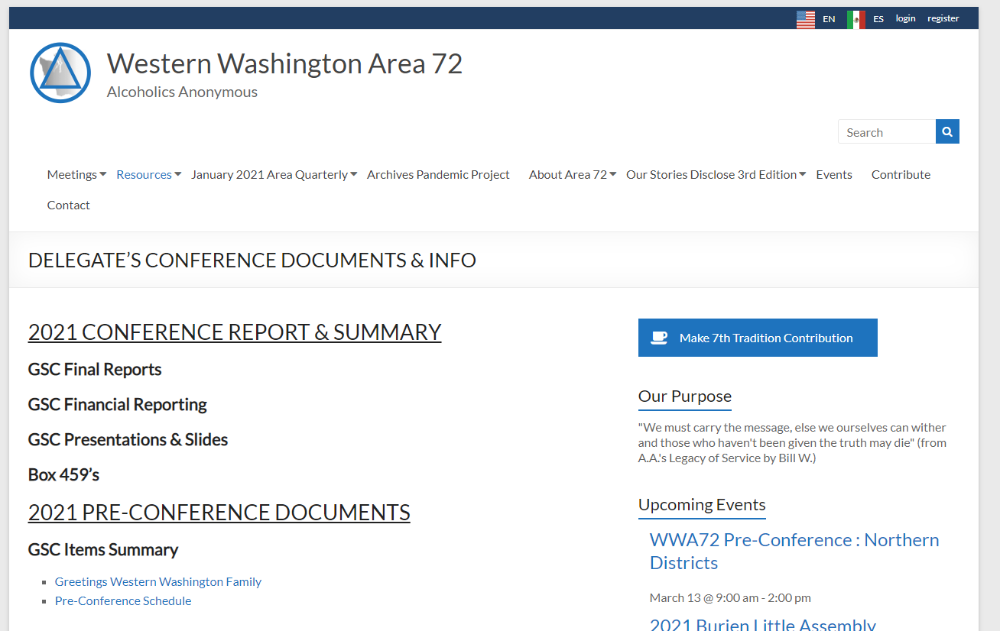 EN ES login register
Western Washington Area 72
Alcoholics Anonymous
Search
Meetings Resources January 2021 Area Quarterly Archives Pandemic Project About Area 72 Our Stories Disclose 3rd Edition Events Contribute
Contact
DELEGATE’S CONFERENCE DOCUMENTS & INFO
2021 CONFERENCE REPORT & SUMMARY
GSC Final Reports
GSC Financial Reporting
GSC Presentations & Slides
Box 459’s
2021 PRE-CONFERENCE DOCUMENTS
GSC Items Summary
Greetings Western Washington Family
Pre-Conference Schedule
Make 7th Tradition Contribution
Our Purpose
"We must carry the message, else we ourselves can wither
and those who haven't been given the truth may die" (from
A.A.'s Legacy of Service by Bill W.)
Upcoming Events
WWA72 Pre-Conference : Northern
Districts
March 13 @ 9:00 am - 2:00 pm
2021 Burien Little Assembly